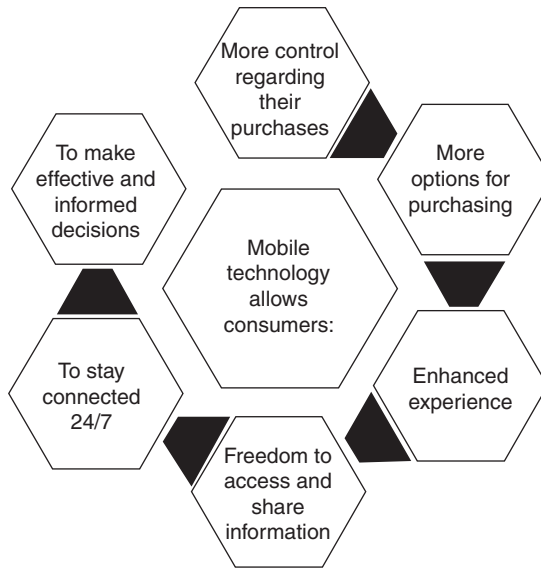 More control
regarding
their
purchases
More
options for
purchasing
Enhanced
experience
Freedom to
access and
share
information
To stay
connected
24/7
To make
effective and
informed
decisions
Mobile
technology
allows
consumers: